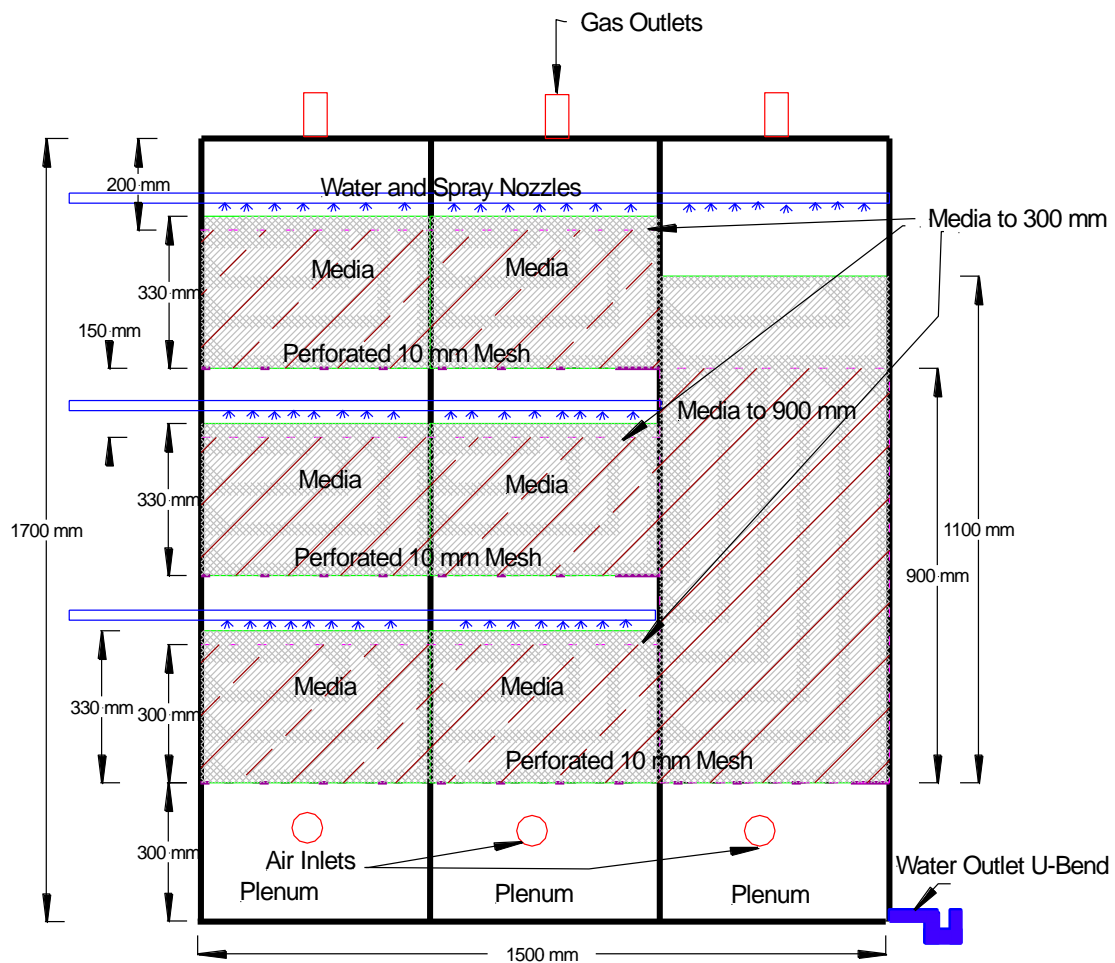 Gas Outlets
200 mm
Water and Spray Nozzles
Media to 300 mm
Media
Media
330 mm
150 mm
Perforated 10 mm Mesh
Media to 900 mm
Media
Media
330 mm
1700 mm
1100 mm
Perforated 10 mm Mesh
900 mm
Media
Media
330 mm
300 mm
Perforated 10 mm Mesh
300 mm
Air Inlets
Water Outlet U-Bend
Plenum
Plenum
Plenum
1500 mm